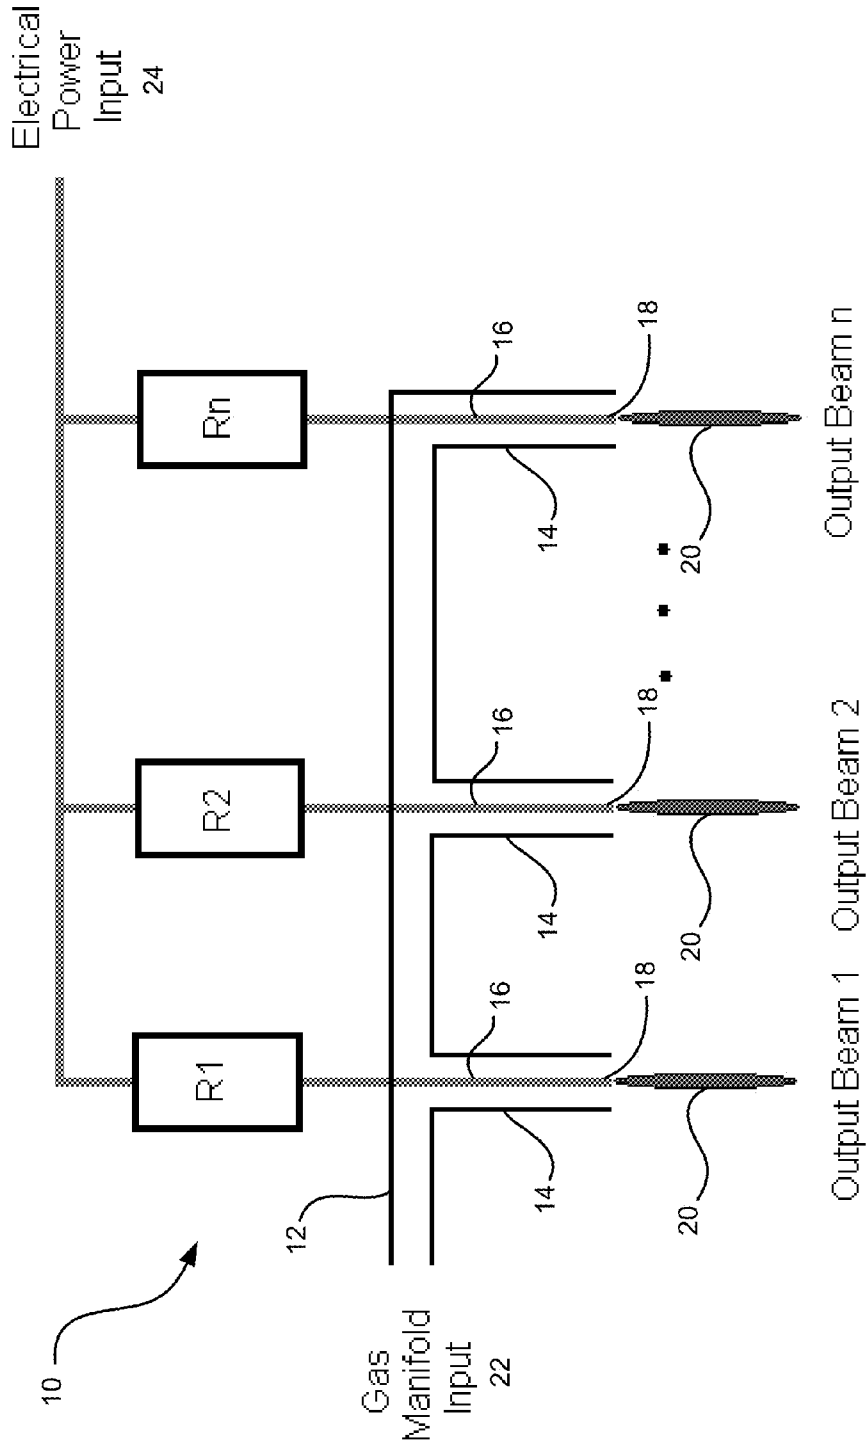 Electrical
Power
Input
24
10
R1
R2
Rn
12
Gas
Manifold
Input
22
16
16
16
14
14
14
18
18
18
20
20
20
Output Beam 1
Output Beam 2
Output Beam n